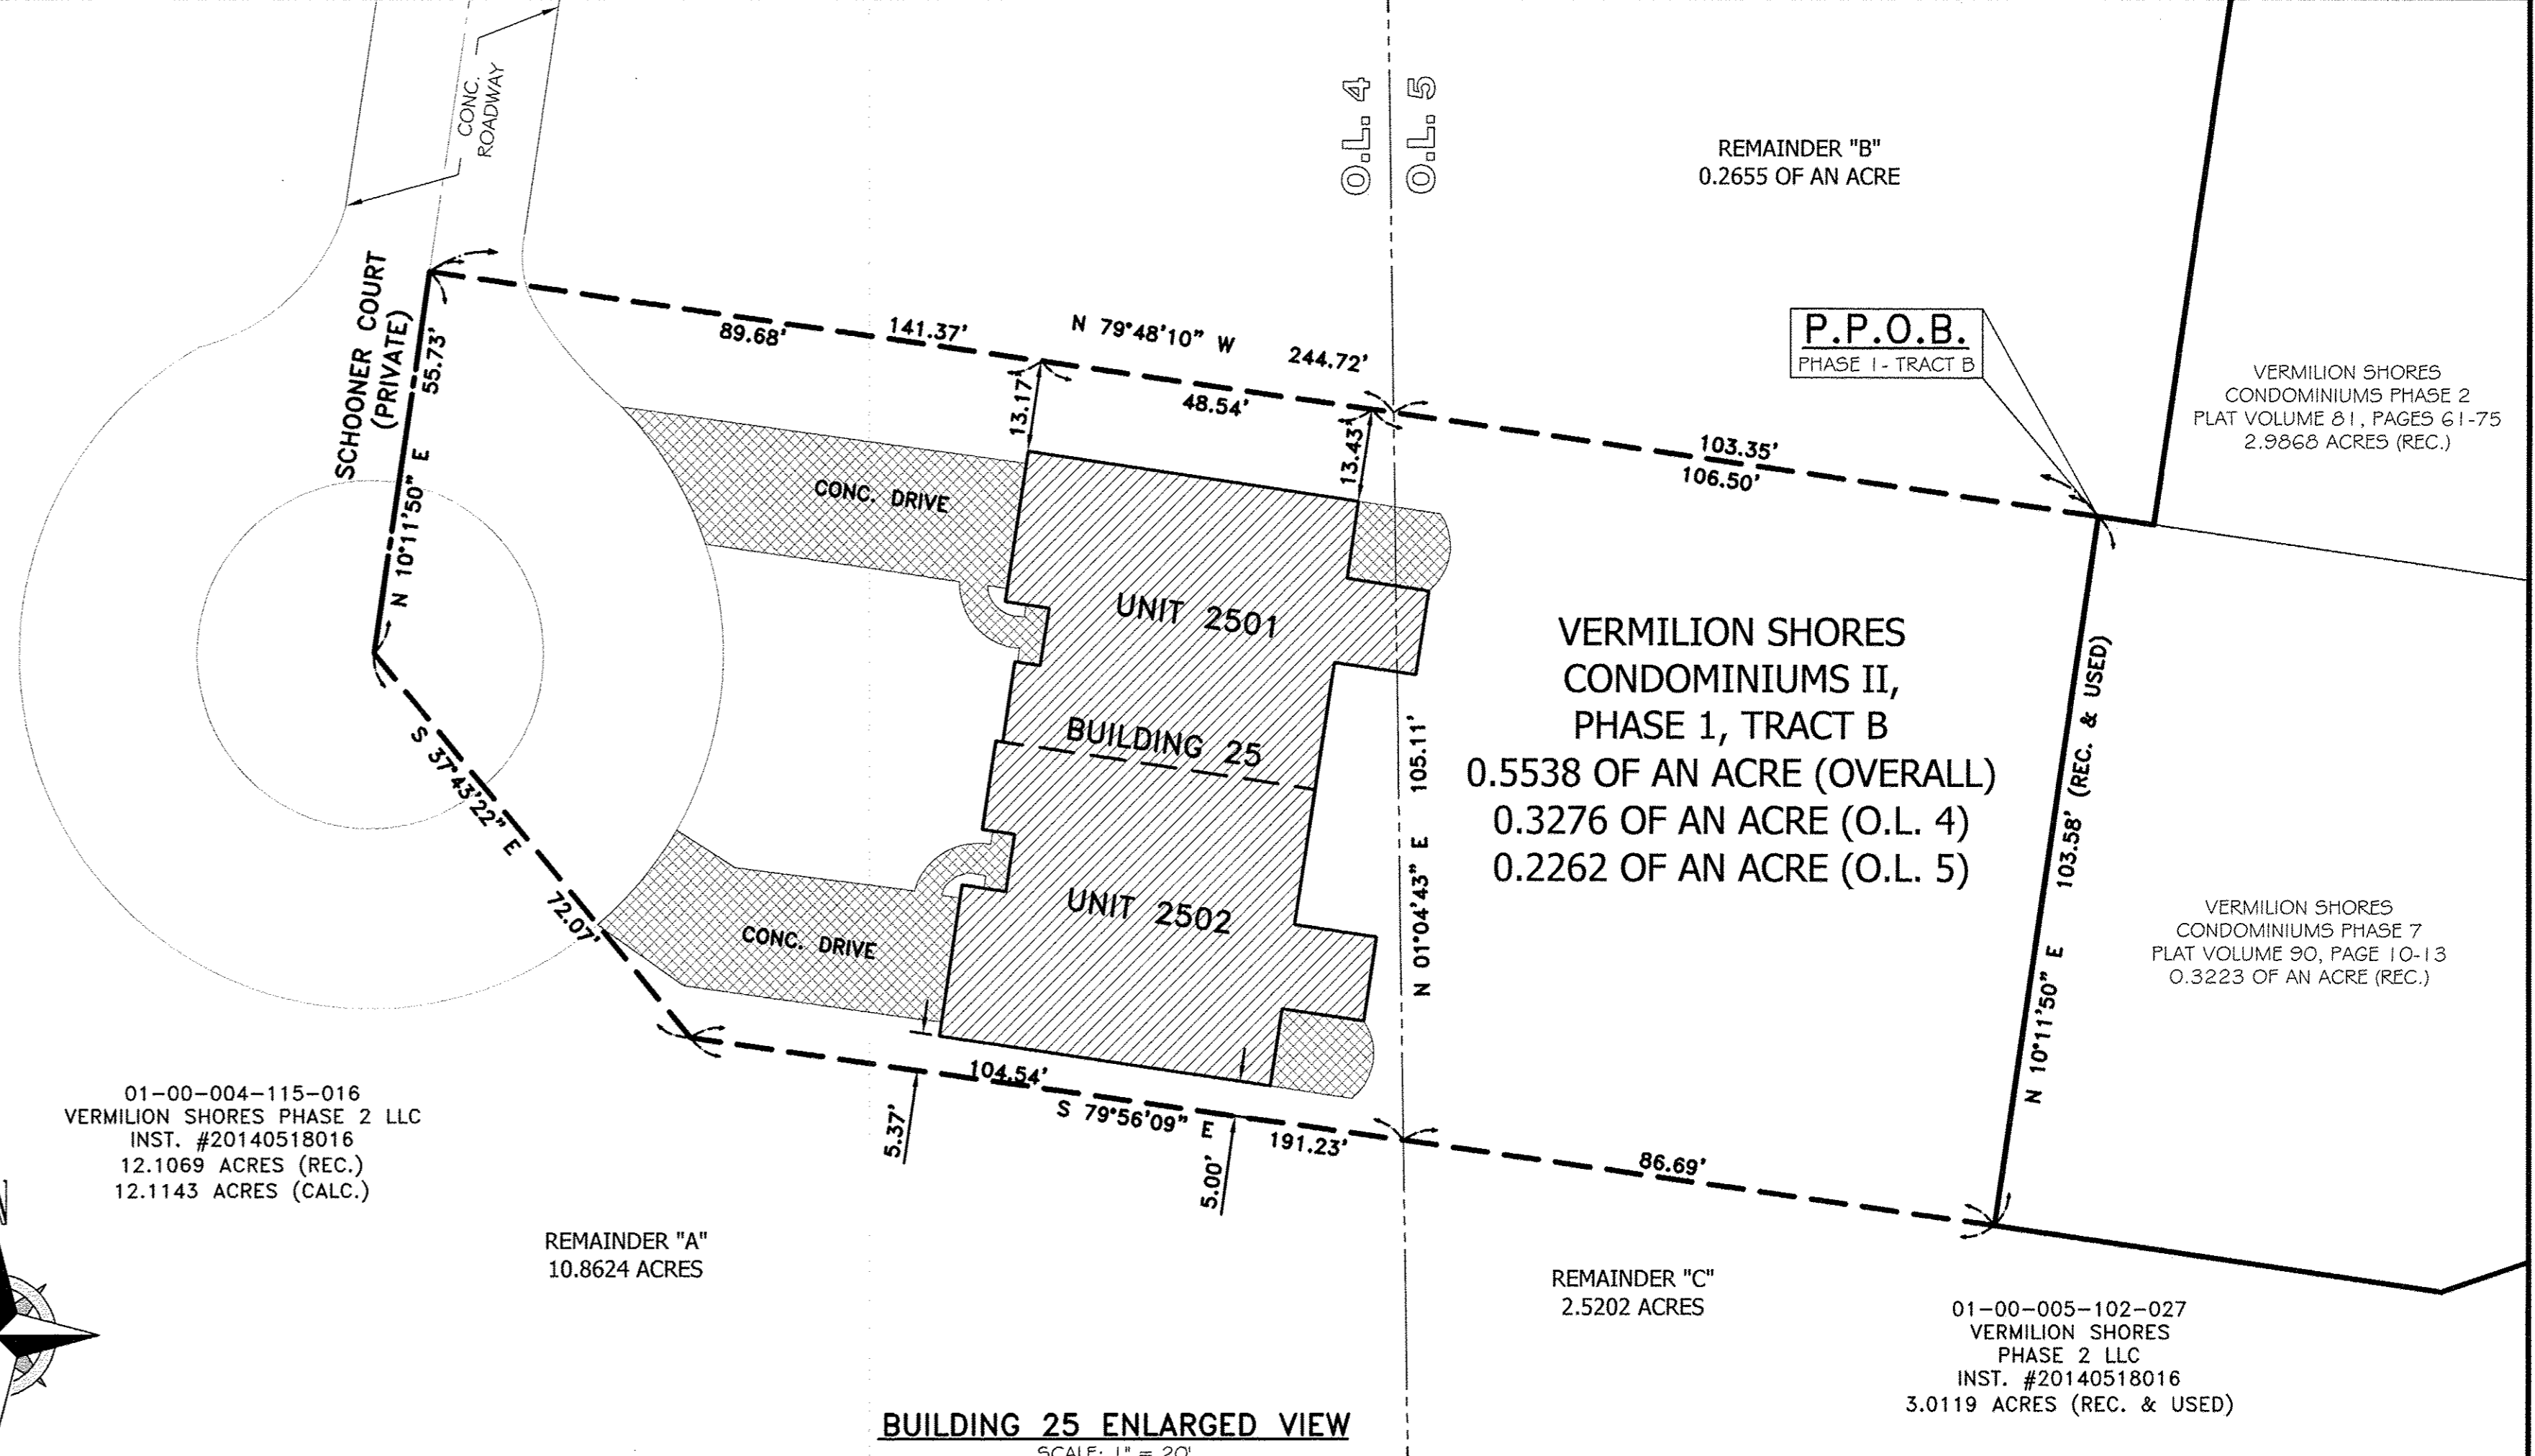 CONC.
ROADWAY
O.L. 4
O.L. 5
REMAINDER "B"
0.2655 OF AN ACRE
SCHOONER COURT
(PRIVATE)
N 10°11'50" E 55.73'
89.68'
141.37'
N 79°48'10" W
244.72'
13.17'
48.54'
13.43'
103.35'
106.50'
P.P.O.B.
PHASE 1 - TRACT B
VERMILION SHORES
CONDOMINIUMS PHASE 2
PLAT VOLUME 81, PAGES 61-75
2.9868 ACRES (REC.)
CONC. DRIVE
UNIT 2501
BUILDING 25
UNIT 2502
CONC. DRIVE
S 37°43'22" E
72.07'
N 01°04'43" E 105.11'
VERMILION SHORES
CONDOMINIUMS II,
PHASE 1, TRACT B
0.5538 OF AN ACRE (OVERALL)
0.3276 OF AN ACRE (O.L. 4)
0.2262 OF AN ACRE (O.L. 5)
N 10°11'50" E 103.58' (REC. & USED)
VERMILION SHORES
CONDOMINIUMS PHASE 7
PLAT VOLUME 90, PAGE 10-13
0.3223 OF AN ACRE (REC.)
104.54'
5.37'
S 79°56'09" E
5.00'
191.23'
86.69'
01-00-004-115-016
VERMILION SHORES PHASE 2 LLC
INST. #20140518016
12.1069 ACRES (REC.)
12.1143 ACRES (CALC.)
N
REMAINDER "A"
10.8624 ACRES
REMAINDER "C"
2.5202 ACRES
01-00-005-102-027
VERMILION SHORES
PHASE 2 LLC
INST. #20140518016
3.0119 ACRES (REC. & USED)
BUILDING 25 ENLARGED VIEW
SCALE: 1" = 20'